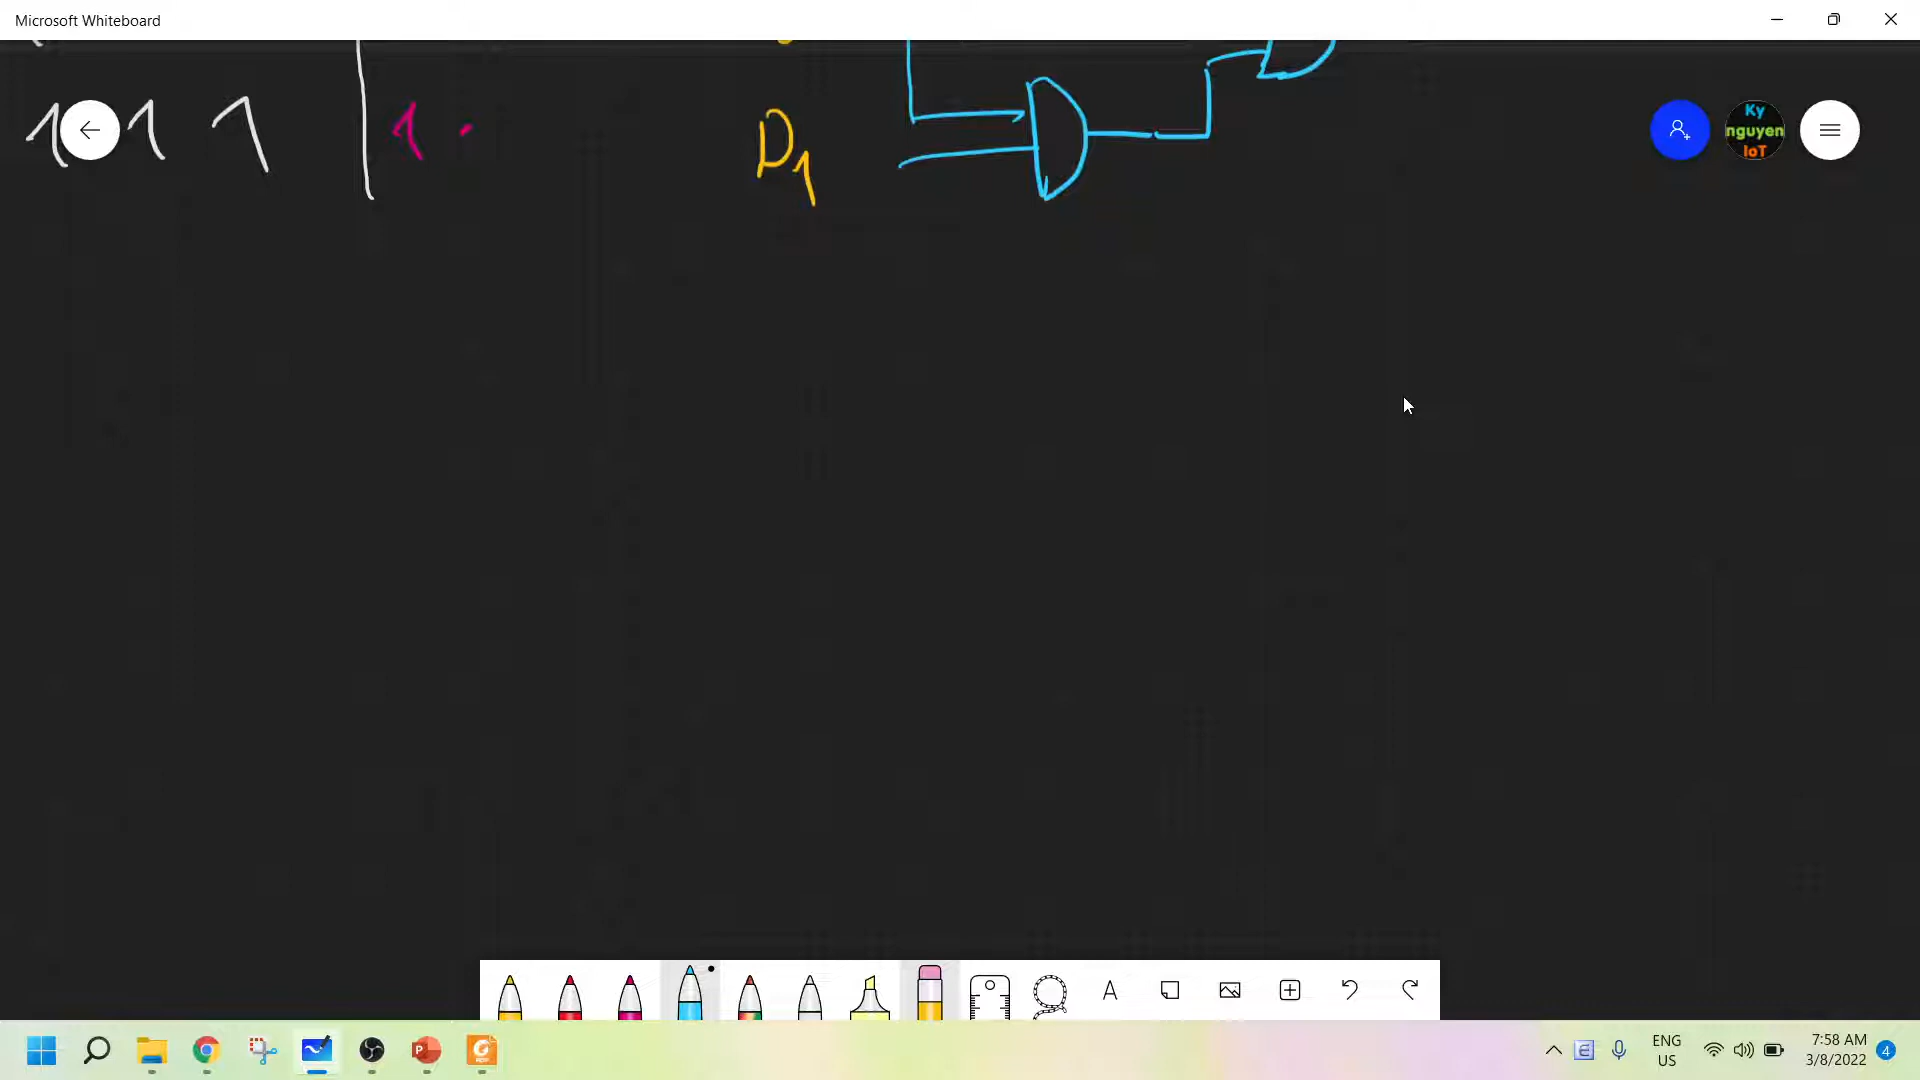 Microsoft Whiteboard
1 1 1 1
D1
Ky
nguyen
IoT
A
P
ENG
US
7:58 AM
3/8/2022
4